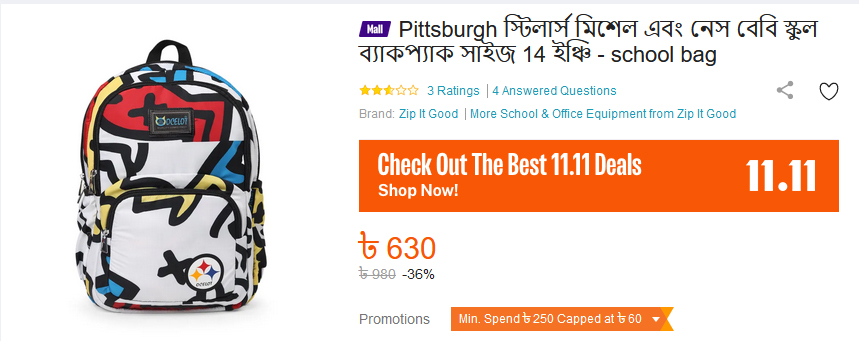 Mall Pittsburgh স্টিলার্স মিশেল এবং নেস বেবি স্কুল
ব্যাকপ্যাক সাইজ 14 ইঞ্চি - school bag
3 Ratings | 4 Answered Questions
Brand: Zip It Good | More School & Office Equipment from Zip It Good
Check Out The Best 11.11 Deals
Shop Now!
11.11
৳ 630
৳ 980 -36%
Promotions
Min. Spend ৳ 250 Capped at ৳ 60
OCELOT
OCELOT